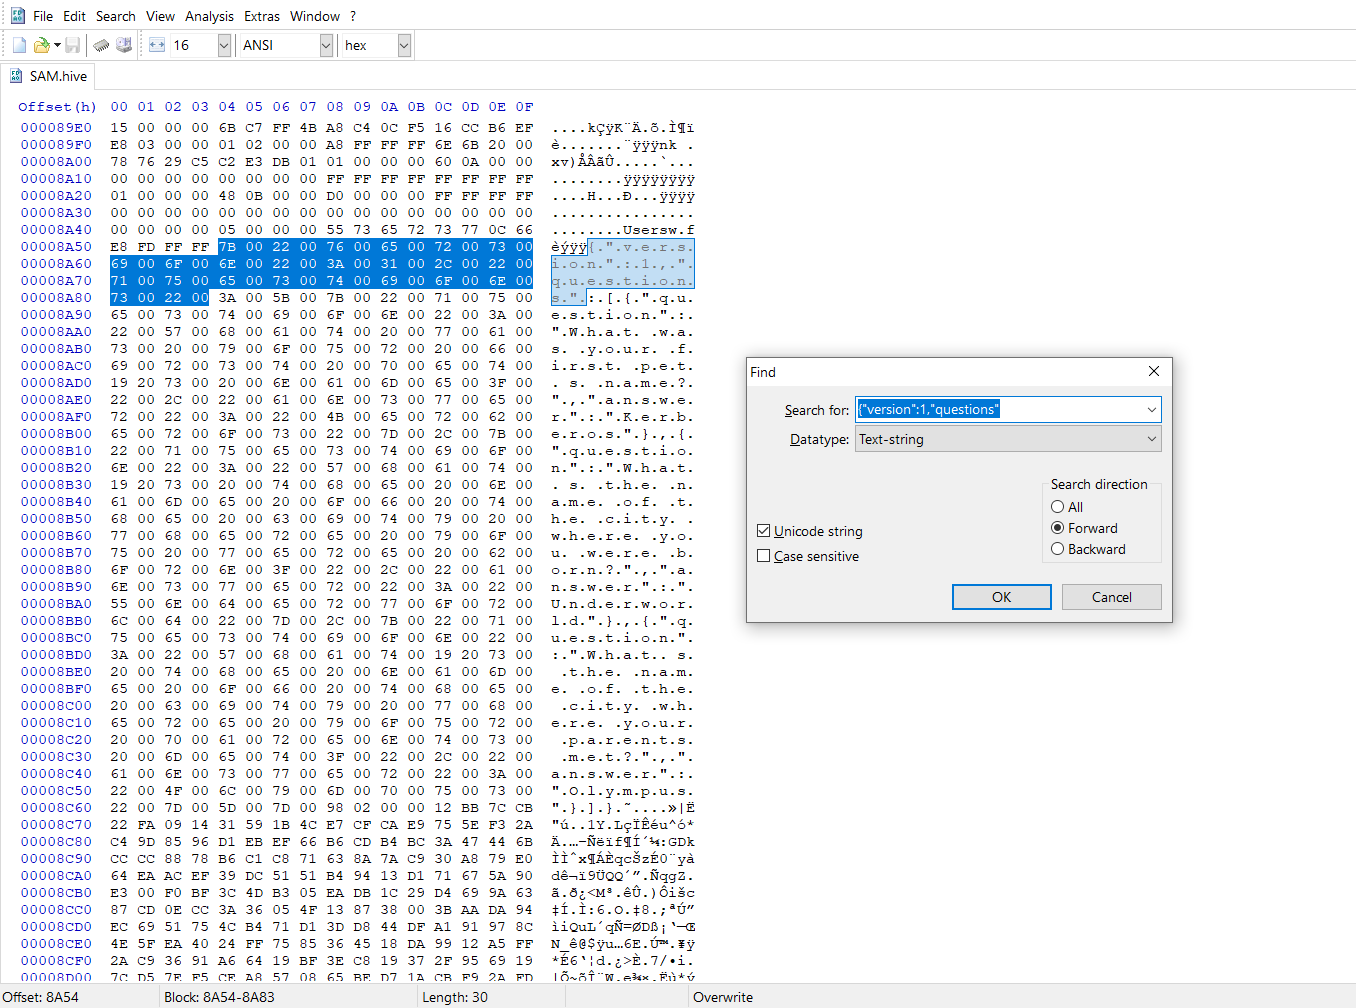 File Edit Search View Analysis Extras Window ?
16 ANSI hex
SAM.hive
Offset(h) 00 01 02 03 04 05 06 07 08 09 0A 0B 0C 0D 0E 0F
000089E0 15 00 00 00 6B C7 FF 4B A8 C4 0C F5 16 CC B6 EF ....kÇÿK¨Ä.õ.Ì¶ï
000089F0 E8 03 00 00 01 02 00 00 A8 FF FF FF 6E 6B 20 00 è.......¨ÿÿÿnk .
00008A00 78 76 29 C5 C2 E3 DB 01 01 00 00 00 60 0A 00 00 xv)ÅÂãÛ.....`...
00008A10 00 00 00 00 00 00 00 00 FF FF FF FF FF FF FF FF ........ÿÿÿÿÿÿÿÿ
00008A20 01 00 00 00 48 0B 00 00 D0 00 00 00 FF FF FF FF ....H...Ð...ÿÿÿÿ
00008A30 00 00 00 00 00 00 00 00 00 00 00 00 00 00 00 00 ................
00008A40 00 00 00 00 05 00 00 00 55 73 65 72 73 77 0C 66 ........Usersw.f
00008A50 E8 FD FF FF 7B 00 22 00 76 00 65 00 72 00 73 00 èýÿÿ{.".v.e.r.s.
00008A60 69 00 6F 00 6E 00 22 00 3A 00 31 00 2C 00 22 00 i.o.n.".:.1.,.".
00008A70 71 00 75 00 65 00 73 00 74 00 69 00 6F 00 6E 00 q.u.e.s.t.i.o.n.
00008A80 73 00 22 00 3A 00 5B 00 7B 00 22 00 71 00 75 00 s.".:.[.{.".q.u.
00008A90 65 00 73 00 74 00 69 00 6F 00 6E 00 22 00 3A 00 e.s.t.i.o.n.".:.
00008AA0 22 00 57 00 68 00 61 00 74 00 20 00 77 00 61 00 ".W.h.a.t. .w.a.
00008AB0 73 00 20 00 79 00 6F 00 75 00 72 00 20 00 66 00 s. .y.o.u.r. .f.
00008AC0 69 00 72 00 73 00 74 00 20 00 70 00 65 00 74 00 i.r.s.t. .p.e.t.
00008AD0 19 20 73 00 20 00 6E 00 61 00 6D 00 65 00 3F 00 . s. .n.a.m.e.?.
00008AE0 22 00 2C 00 22 00 61 00 6E 00 73 00 77 00 65 00 ".,.".a.n.s.w.e.
00008AF0 72 00 22 00 3A 00 22 00 4B 00 65 00 72 00 62 00 r.".:.".K.e.r.b.
00008B00 65 00 72 00 6F 00 73 00 22 00 7D 00 2C 00 7B 00 e.r.o.s.".}.,.{.
00008B10 22 00 71 00 75 00 65 00 73 00 74 00 69 00 6F 00 ".q.u.e.s.t.i.o.
00008B20 6E 00 22 00 3A 00 22 00 57 00 68 00 61 00 74 00 n.".:.".W.h.a.t.
00008B30 19 20 73 00 20 00 74 00 68 00 65 00 20 00 6E 00 . s. .t.h.e. .n.
00008B40 61 00 6D 00 65 00 20 00 6F 00 66 00 20 00 74 00 a.m.e. .o.f. .t.
00008B50 68 00 65 00 20 00 63 00 69 00 74 00 79 00 20 00 h.e. .c.i.t.y. .
00008B60 77 00 68 00 65 00 72 00 65 00 20 00 79 00 6F 00 w.h.e.r.e. .y.o.
00008B70 75 00 20 00 77 00 65 00 72 00 65 00 20 00 62 00 u. .w.e.r.e. .b.
00008B80 6F 00 72 00 6E 00 3F 00 22 00 2C 00 22 00 61 00 o.r.n.?.".,.".a.
00008B90 6E 00 73 00 77 00 65 00 72 00 22 00 3A 00 22 00 n.s.w.e.r.".:.".
00008BA0 55 00 6E 00 64 00 65 00 72 00 77 00 6F 00 72 00 U.n.d.e.r.w.o.r.
00008BB0 6C 00 64 00 22 00 7D 00 2C 00 7B 00 22 00 71 00 l.d.".}.,.{.".q.
00008BC0 75 00 65 00 73 00 74 00 69 00 6F 00 6E 00 22 00 u.e.s.t.i.o.n.".
00008BD0 3A 00 22 00 57 00 68 00 61 00 74 00 19 20 73 00 :.".W.h.a.t.. s.
00008BE0 20 00 74 00 68 00 65 00 20 00 6E 00 61 00 6D 00  .t.h.e. .n.a.m.
00008BF0 65 00 20 00 6F 00 66 00 20 00 74 00 68 00 65 00 e. .o.f. .t.h.e.
00008C00 20 00 63 00 69 00 74 00 79 00 20 00 77 00 68 00  .c.i.t.y. .w.h.
00008C10 65 00 72 00 65 00 20 00 79 00 6F 00 75 00 72 00 e.r.e. .y.o.u.r.
00008C20 20 00 70 00 61 00 72 00 65 00 6E 00 74 00 73 00  .p.a.r.e.n.t.s.
00008C30 20 00 6D 00 65 00 74 00 3F 00 22 00 2C 00 22 00  .m.e.t.?.".,.".
00008C40 61 00 6E 00 73 00 77 00 65 00 72 00 22 00 3A 00 a.n.s.w.e.r.".:.
00008C50 22 00 4F 00 6C 00 79 00 6D 00 70 00 75 00 73 00 ".O.l.y.m.p.u.s.
00008C60 22 00 7D 00 5D 00 7D 00 98 02 00 00 12 BB 7C CB ".}.].}.˜....»|Ë
00008C70 22 FA 09 14 31 59 1B 4C E7 CF CA E9 75 5E F3 2A "ú..1Y.LçÏÊéu^ó*
00008C80 C4 9D 85 96 D1 EB EF 66 B6 CD B4 BC 3A 47 44 6B Ä.…–Ñëïf¶Í´¼:GDk
00008C90 CC CC 88 78 B6 C1 C8 71 63 8A 7A C9 30 A8 79 E0 ÌÌˆx¶ÁÈqcŠzÉ0¨yà
00008CA0 64 EA AC EF 39 DC 51 51 B4 94 13 D1 71 67 5A 90 dê¬ï9ÜQQ´”.ÑqgZ.
00008CB0 E3 00 F0 BF 3C 4D B3 05 EA DB 1C 29 D4 69 9A 63 ã.ð¿<M³.êÛ.)Ôišc
00008CC0 87 CD 0E CC 3A 36 05 4F 13 87 38 00 3B AA DA 94 ‡Í.Ì:6.O.‡8.;ªÚ”
00008CD0 EC 69 51 75 4C B4 71 D1 3D D8 44 DF A1 91 97 8C ìiQuL´qÑ=ØDß¡‘—Œ
00008CE0 4E 5F EA 40 24 FF 75 85 36 45 18 DA 99 12 A5 FF N_ê@$ÿu…6E.Ú™.¥ÿ
00008CF0 2A C9 36 91 A6 64 19 BF 3E C8 19 37 2F 95 69 19 *É6‘¦d.¿>È.7/•i.
00008D00 7C D5 7E F5 CE A8 57 08 65 BE D7 1A CB F9 2A FD |Õ~õÎ¨W.e¾×.Ëù*ý
Find
Search for: {"version":1,"questions"
Datatype: Text-string
Search direction
All
Forward
Backward
Unicode string
Case sensitive
OK Cancel
Offset: 8A54 Block: 8A54-8A83 Length: 30 Overwrite